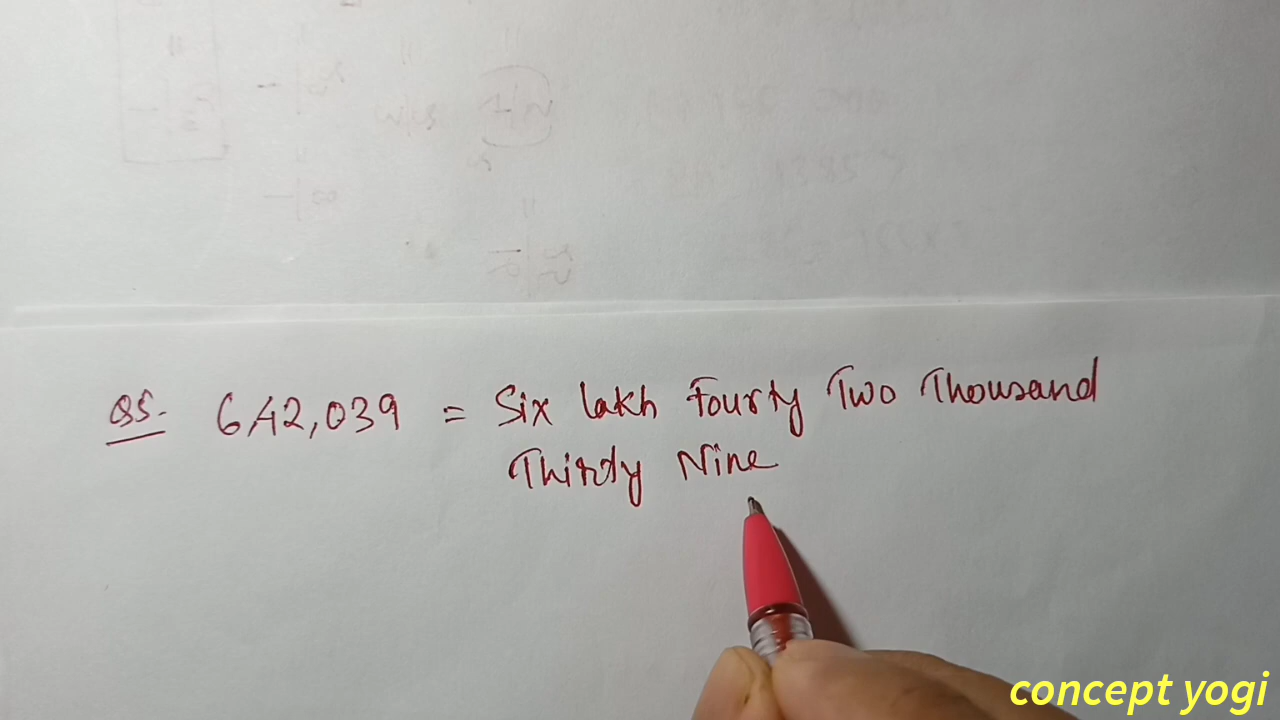 Q5. 6,42,039 = Six lakh Fourty Two Thousand
Thirty Nine
concept yogi